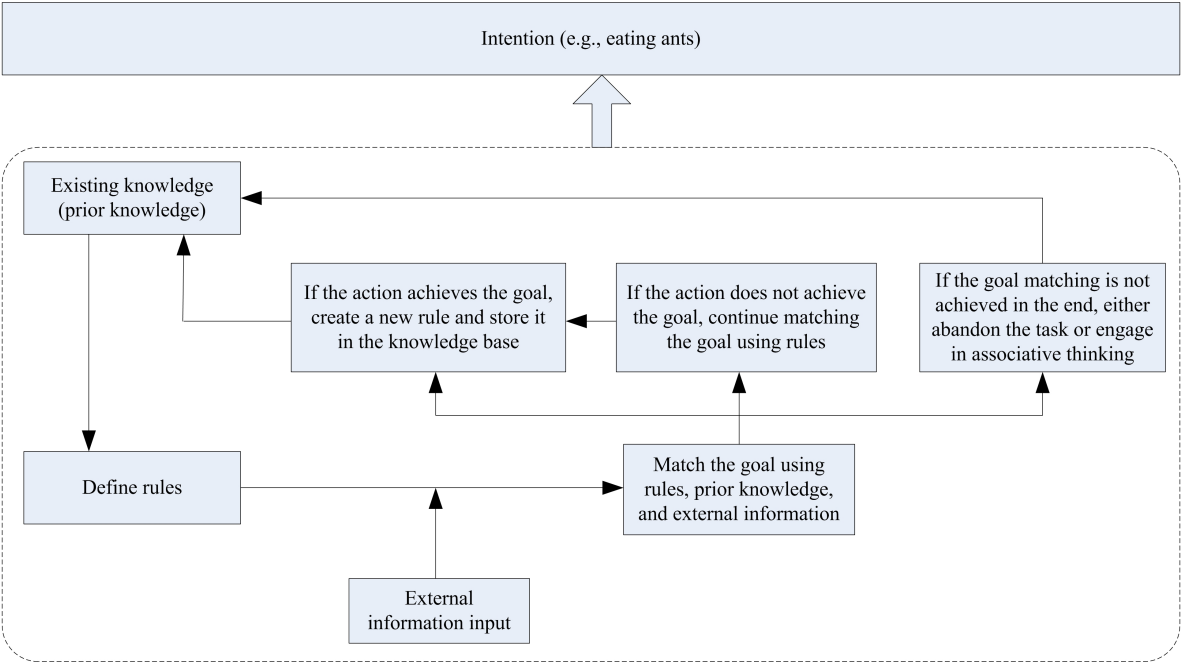 Intention (e.g., eating ants)
Existing knowledge
(prior knowledge)
If the action achieves the goal,
create a new rule and store it
in the knowledge base
If the action does not achieve
the goal, continue matching
the goal using rules
If the goal matching is not
achieved in the end, either
abandon the task or engage
in associative thinking
Define rules
Match the goal using
rules, prior knowledge,
and external information
External
information input